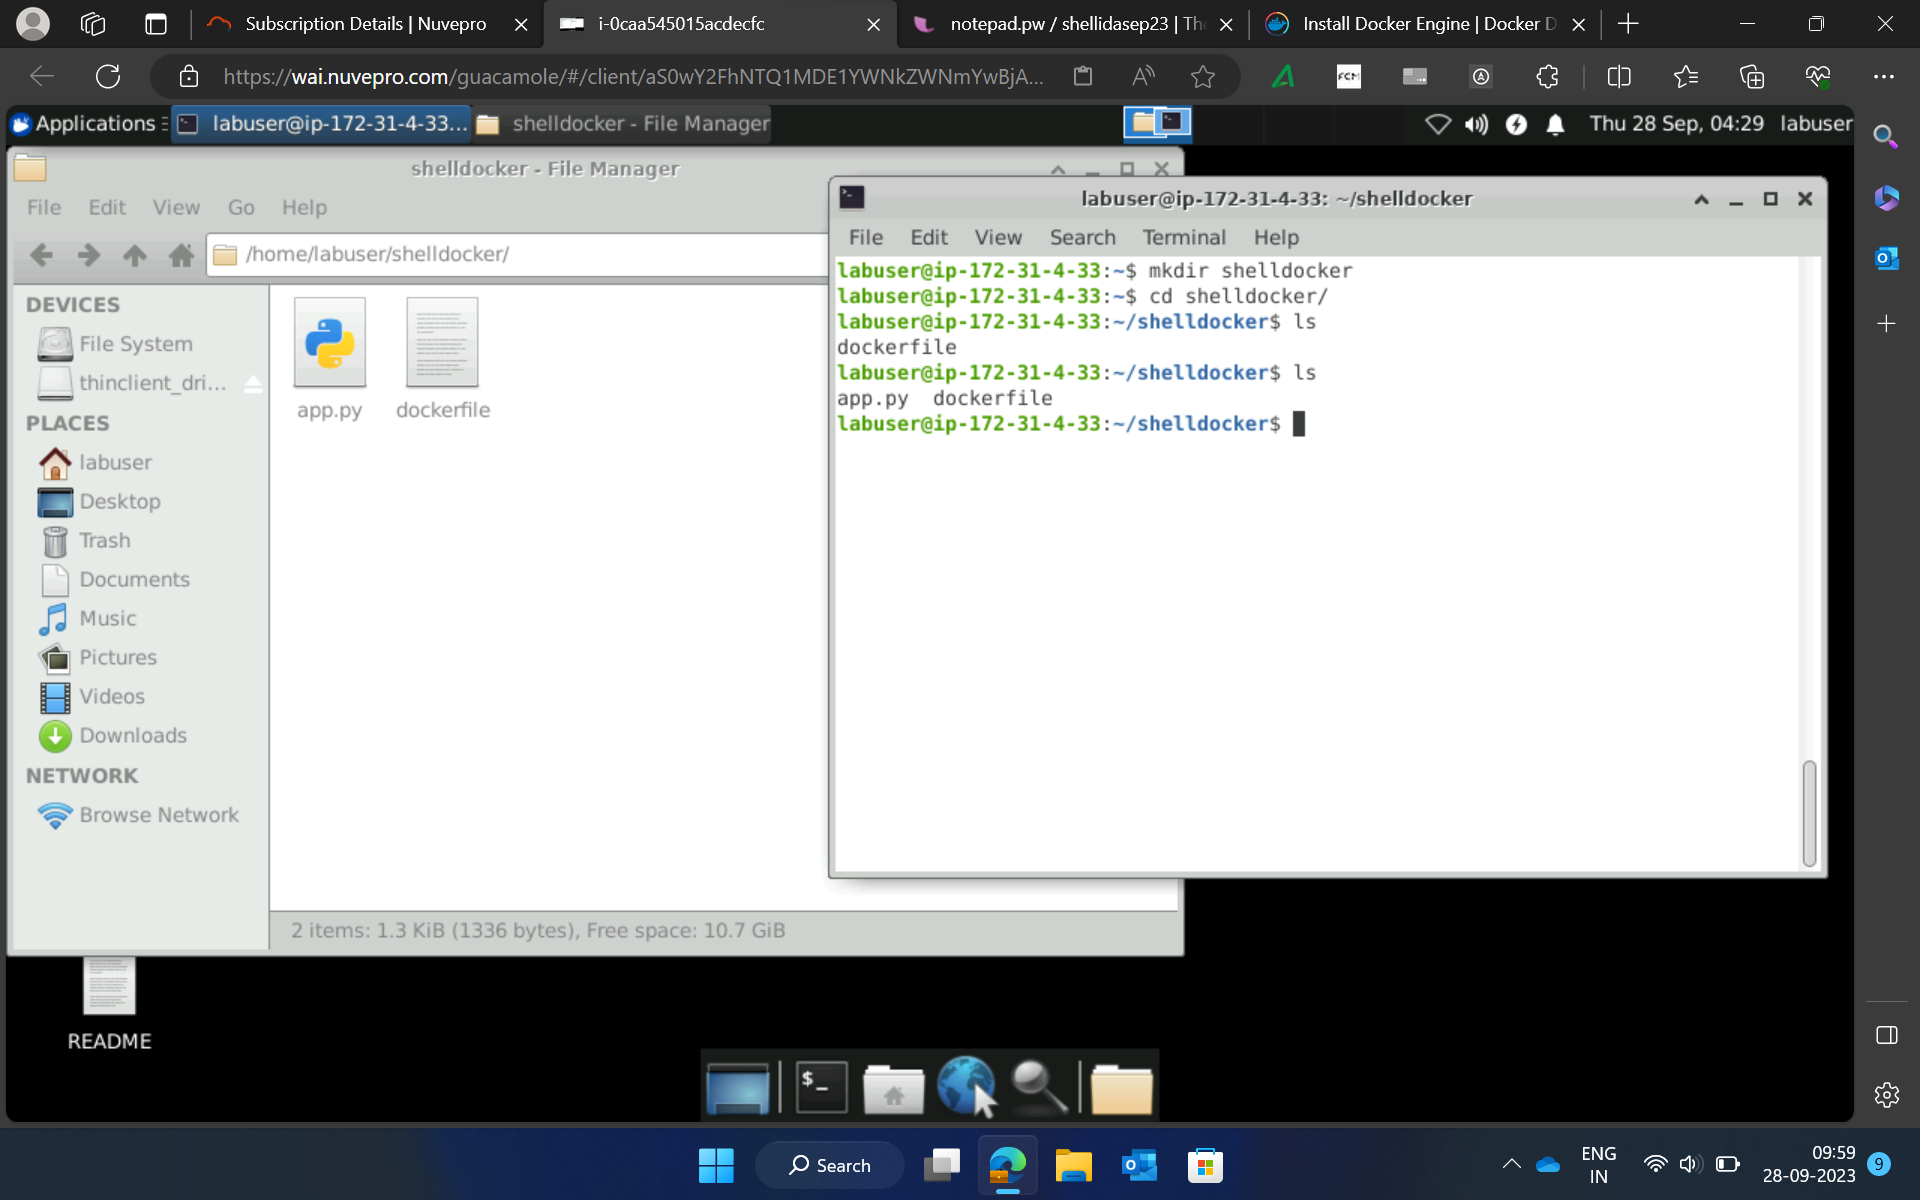 Subscription Details | Nuvepro
i-0caa545015acdecfc
notepad.pw / shellidasep23 | The
Install Docker Engine | Docker D
https://wai.nuvepro.com/guacamole/#/client/aS0wY2FhNTQ1MDE1YWNkZWNmYwBjA...
FCM
Applications
labuser@ip-172-31-4-33...
shelldocker - File Manager
Thu 28 Sep, 04:29
labuser
shelldocker - File Manager
File Edit View Go Help
/home/labuser/shelldocker/
DEVICES
File System
thinclient_dri...
PLACES
labuser
Desktop
Trash
Documents
Music
Pictures
Videos
Downloads
NETWORK
Browse Network
app.py
dockerfile
2 items: 1.3 KiB (1336 bytes), Free space: 10.7 GiB
labuser@ip-172-31-4-33: ~/shelldocker
File Edit View Search Terminal Help
labuser@ip-172-31-4-33:~$ mkdir shelldocker
labuser@ip-172-31-4-33:~$ cd shelldocker/
labuser@ip-172-31-4-33:~/shelldocker$ ls
dockerfile
labuser@ip-172-31-4-33:~/shelldocker$ ls
app.py  dockerfile
labuser@ip-172-31-4-33:~/shelldocker$
README
Search
ENG
IN
09:59
28-09-2023
9